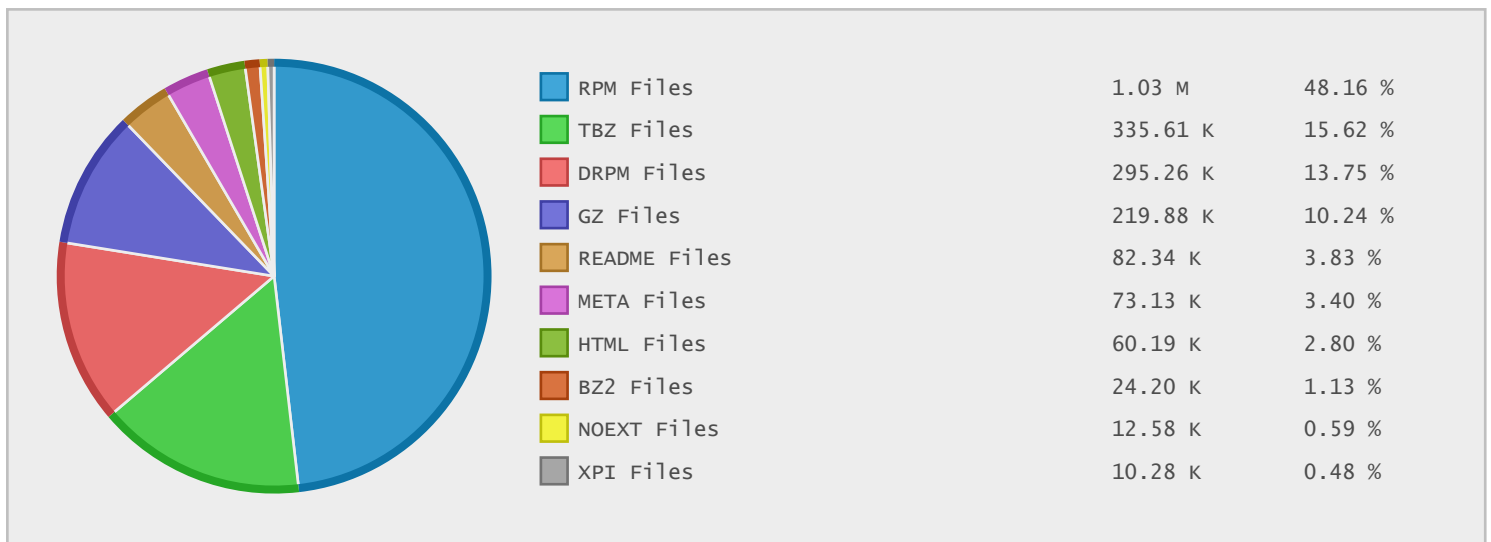 RPM Files 1.03 M 48.16 %
TBZ Files 335.61 K 15.62 %
DRPM Files 295.26 K 13.75 %
GZ Files 219.88 K 10.24 %
README Files 82.34 K 3.83 %
META Files 73.13 K 3.40 %
HTML Files 60.19 K 2.80 %
BZ2 Files 24.20 K 1.13 %
NOEXT Files 12.58 K 0.59 %
XPI Files 10.28 K 0.48 %